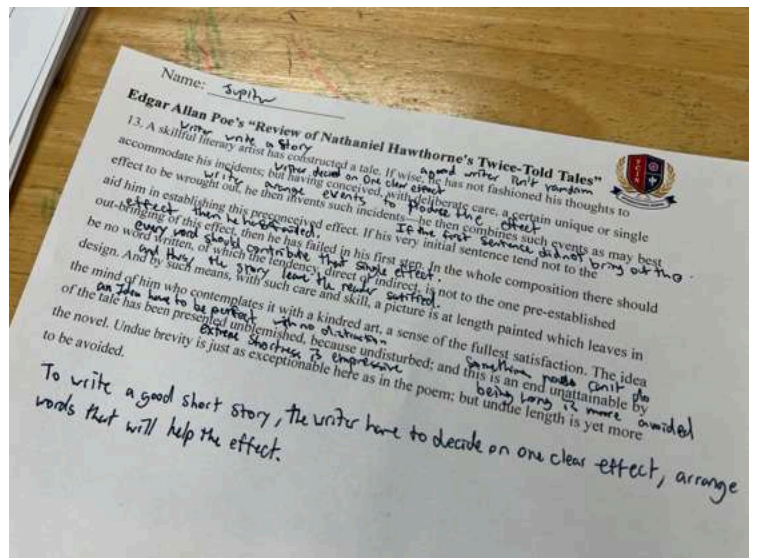 Name: Jupiter
Edgar Allan Poe's "Review of Nathaniel Hawthorne's Twice-Told Tales"
writer write a story
13. A skillful literary artist has constructed a tale. If wise, he has not fashioned his thoughts to
a good writer isn't random
accommodate his incidents; but having conceived, with deliberate care, a certain unique or single
writer decied on one clear
effect to be wrought out, he then invents such incidents—he then combines such events as may best
write arange events to produce the effect
aid him in establishing this preconceived effect. If his very initial sentence tend not to the
If the first sentence did not bring out the
out-bringing of this effect, then he has failed in his first step. In the whole composition there should
effect then he
be no word written, of which the tendency, direct or indirect, is not to the one pre-established
every word should contribute that single effect.
design. And by such means, with such care and skill, a picture is at length painted which leaves in
the story leave the reader satified.
the mind of him who contemplates it with a kindred art, a sense of the fullest satisfaction. The idea
an Idea have to be perfect with no distraction
of the tale has been presented unblemished, because undisturbed; and this is an end unattainable by
Something can't do
extreme shortness is
the novel. Undue brevity is just as exceptionable here as in the poem; but undue length is yet more
being long is more avoided
to be avoided.
TCIS
To write a good short story, the writer have to decide on one clear effect, arrange
words that will help the effect.